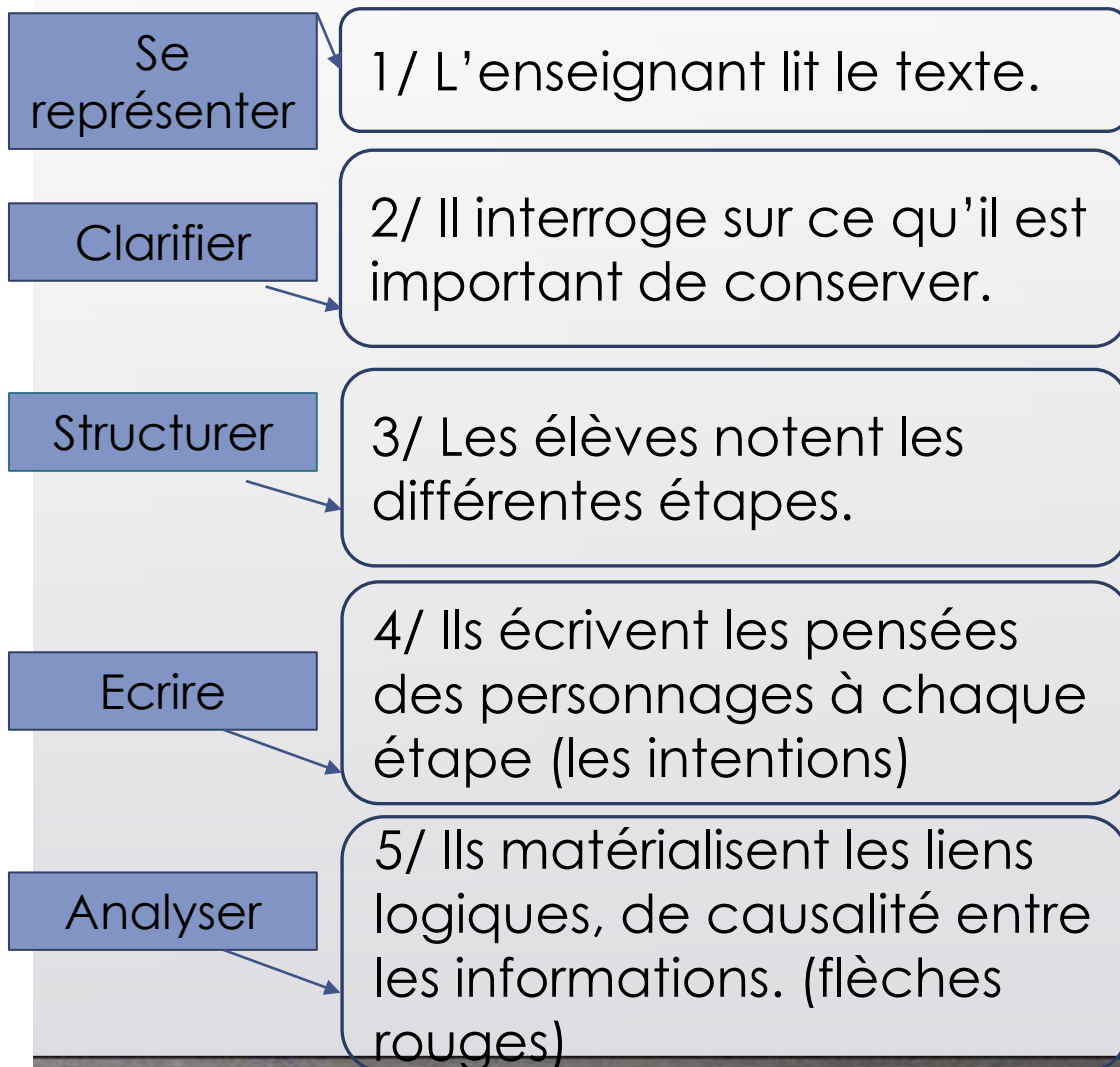 Se
représenter
1/ L’enseignant lit le texte.
Clarifier
2/ Il interroge sur ce qu’il est
important de conserver.
Structurer
3/ Les élèves notent les
différentes étapes.
Ecrire
4/ Ils écrivent les pensées
des personnages à chaque
étape (les intentions)
Analyser
5/ Ils matérialisent les liens
logiques, de causalité entre
les informations. (flèches
rouges)